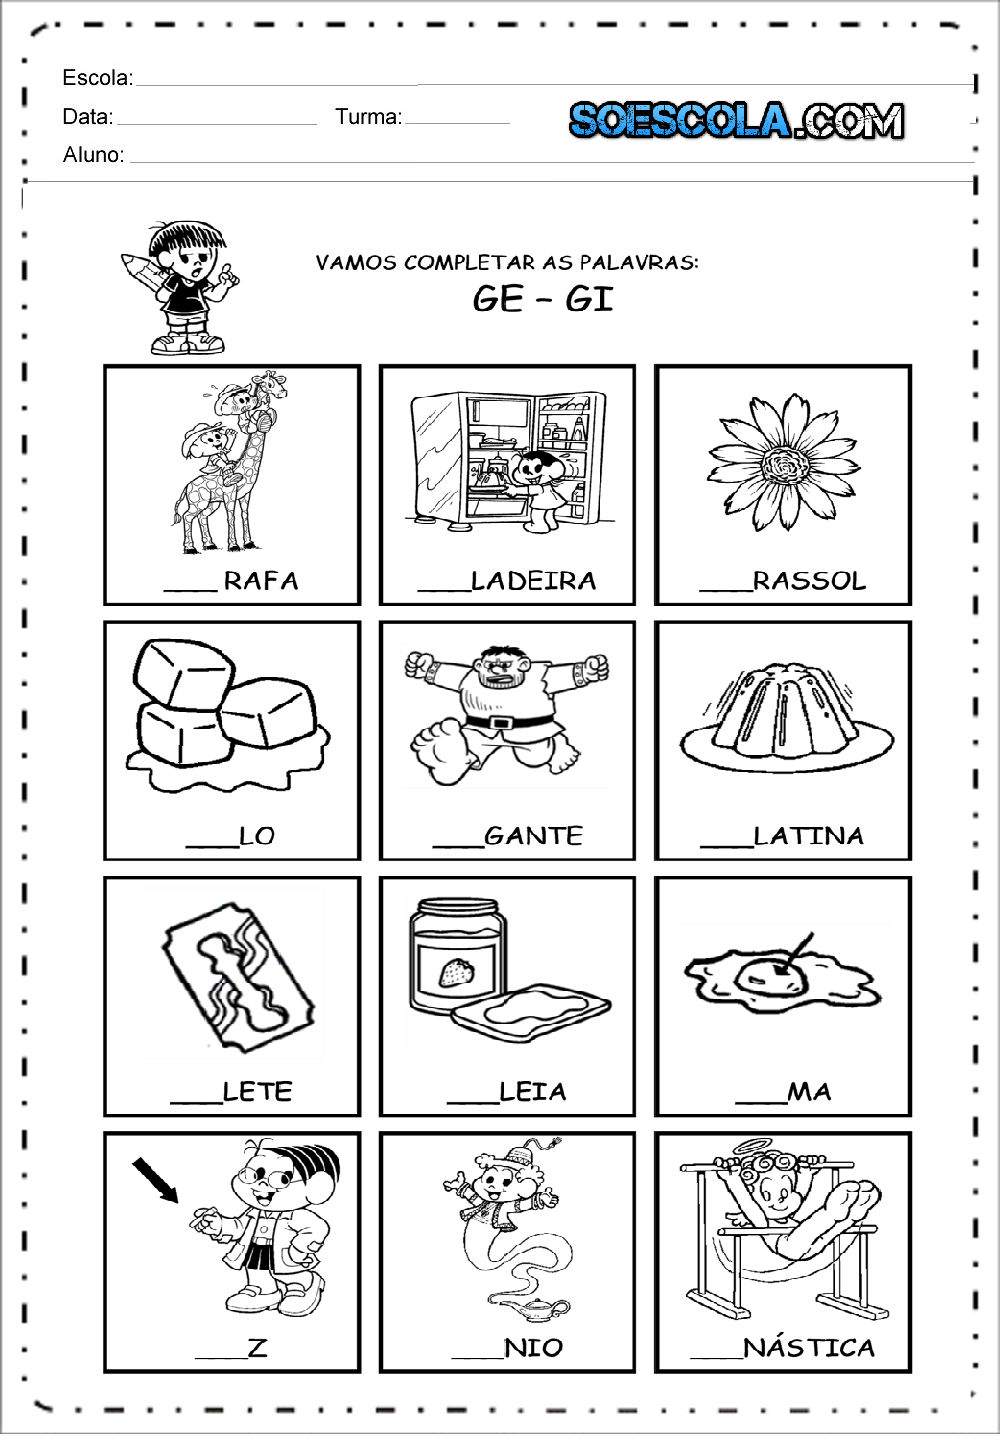 Escola:
Data: Turma:
SOESCOLA.COM
Aluno:
VAMOS COMPLETAR AS PALAVRAS:
GE – GI
____ RAFA
____LADEIRA
____RASSOL
____LO
____GANTE
____LATINA
____LETE
____LEIA
____MA
____Z
____NIO
____NÁSTICA